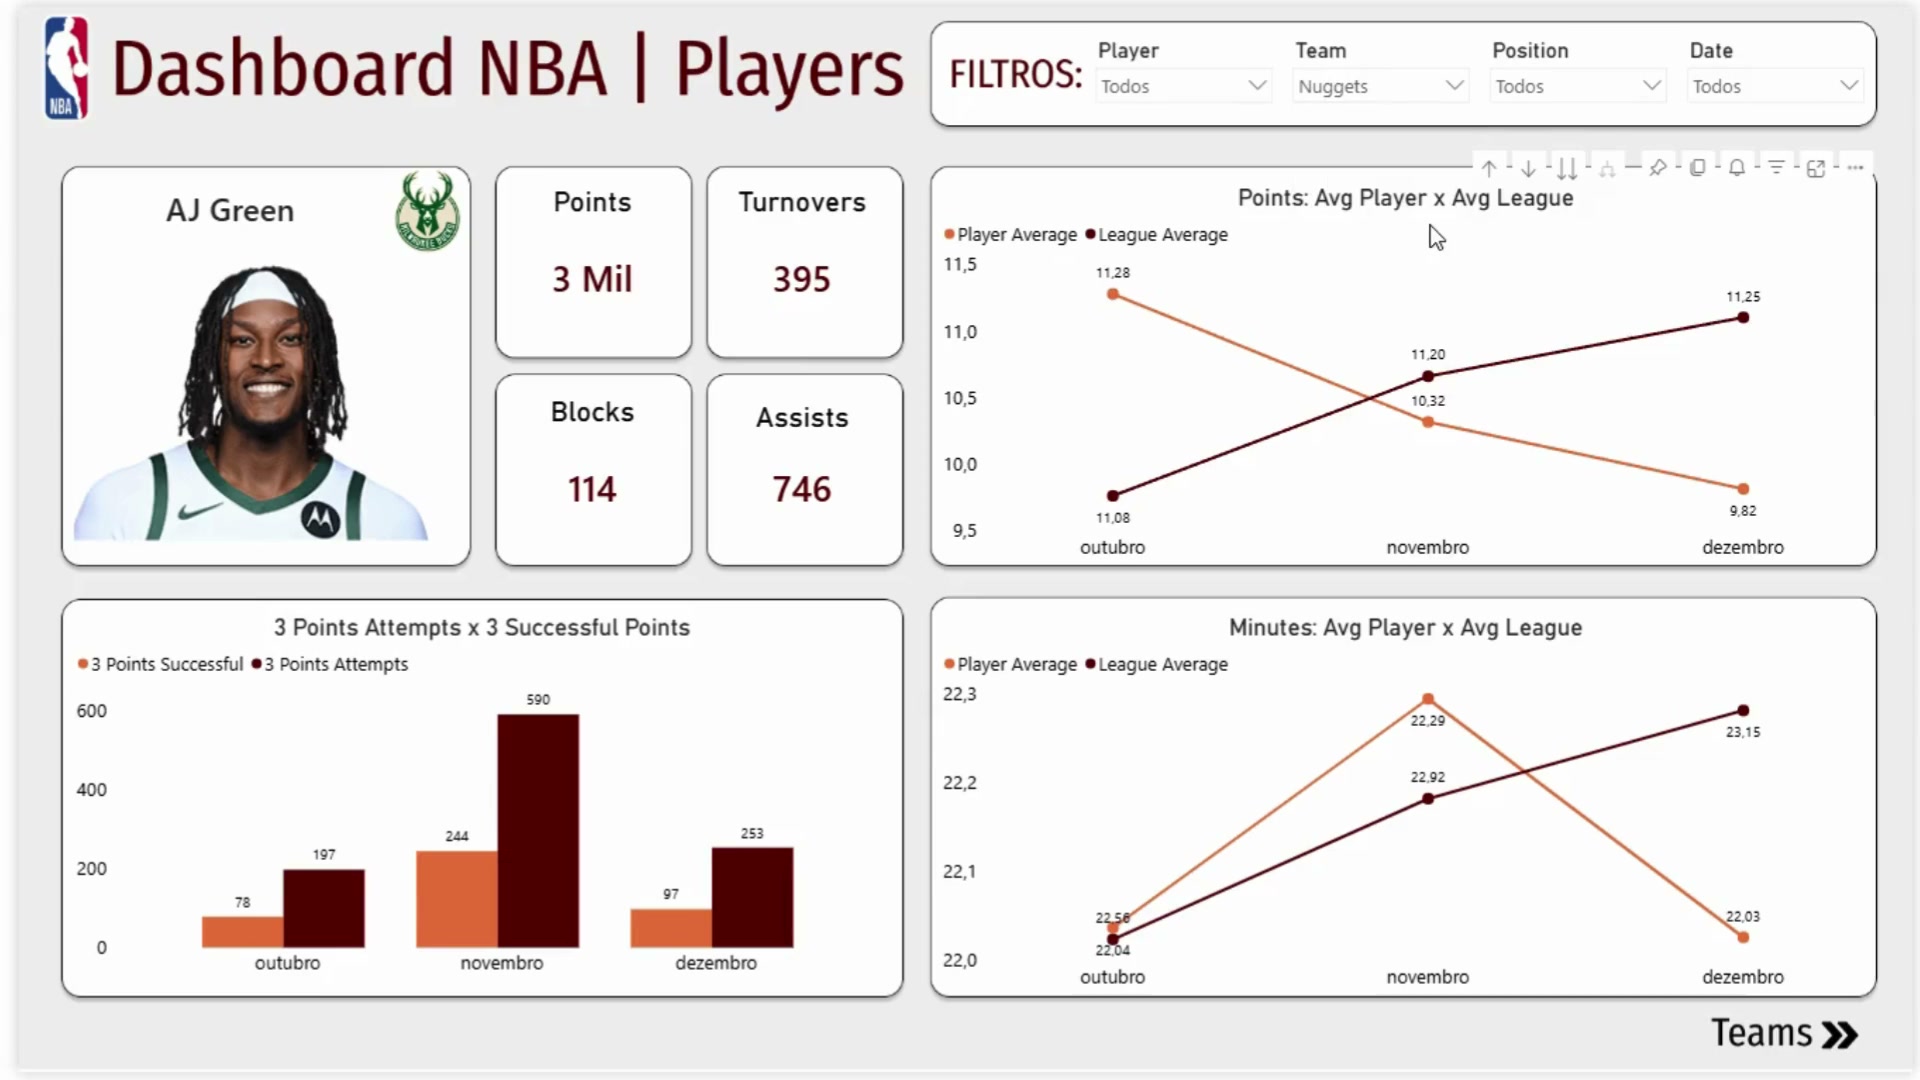 NBA
Dashboard NBA | Players
FILTROS:
Player
Todos
Team
Nuggets
Position
Todos
Date
Todos
AJ Green
Points
3 Mil
Turnovers
395
Blocks
114
Assists
746
Points: Avg Player x Avg League
Player Average League Average
11,5
11,0
10,5
10,0
9,5
11,28
11,20
11,25
10,32
11,08
9,82
outubro novembro dezembro
3 Points Attempts x 3 Successful Points
3 Points Successful 3 Points Attempts
600
400
200
0
78
197
244
590
97
253
outubro novembro dezembro
Minutes: Avg Player x Avg League
Player Average League Average
22,3
22,2
22,1
22,0
22,29
23,15
22,92
22,56
22,04
22,03
outubro novembro dezembro
Teams